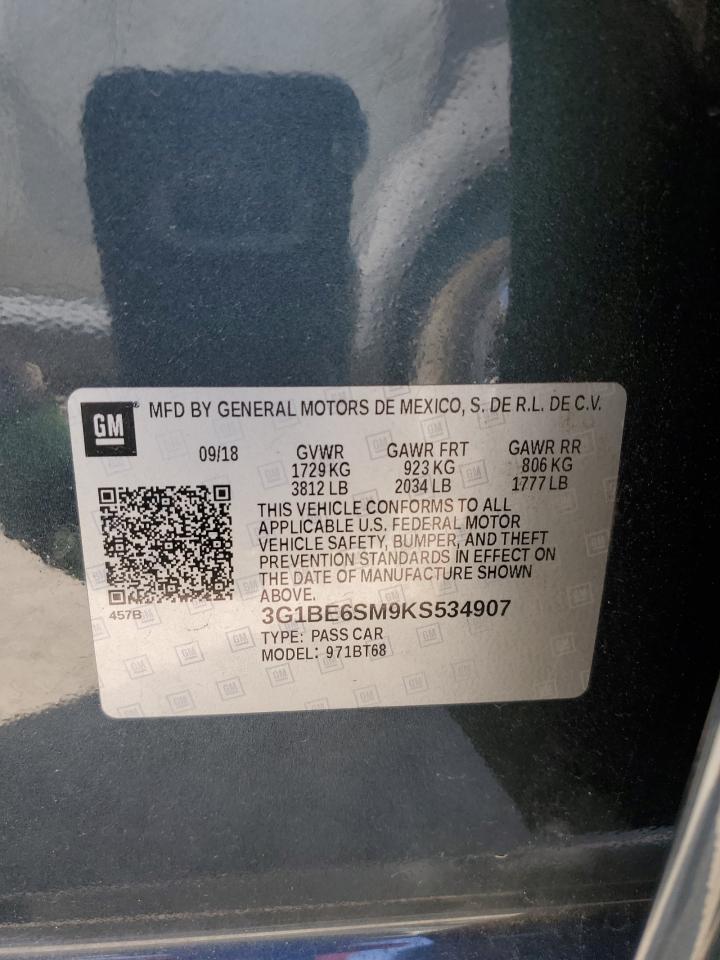 GM
MFD BY GENERAL MOTORS DE MEXICO, S. DE R.L. DE C.V.
09/18 GVWR GAWR FRT GAWR RR
1729 KG 923 KG 806 KG
3812 LB 2034 LB 1777 LB
THIS VEHICLE CONFORMS TO ALL
APPLICABLE U.S. FEDERAL MOTOR
VEHICLE SAFETY, BUMPER, AND THEFT
PREVENTION STANDARDS IN EFFECT ON
THE DATE OF MANUFACTURE SHOWN
ABOVE.
457B
3G1BE6SM9KS534907
TYPE: PASS CAR
MODEL: 971BT68